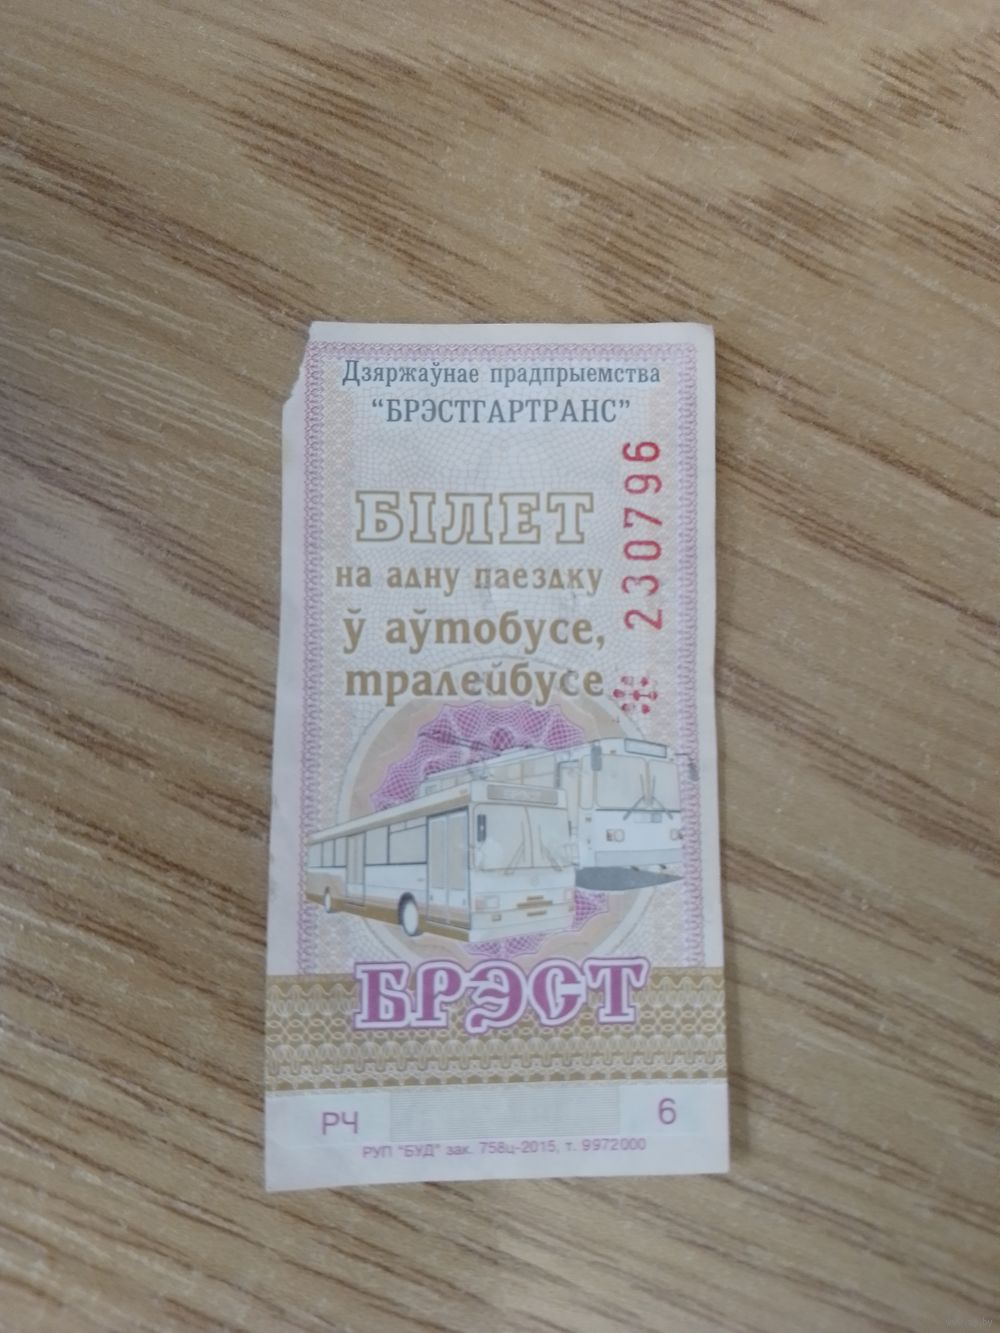 Дзяржаўнае прадпрыемства
“БРЭСТГАРТРАНС”
БІЛЕТ
на адну паездку
ў аўтобусе,
тралейбусе
230796
БРЭСТ
РЧ 6
РУП "БУД" зак. 758ц-2015, т. 9972000